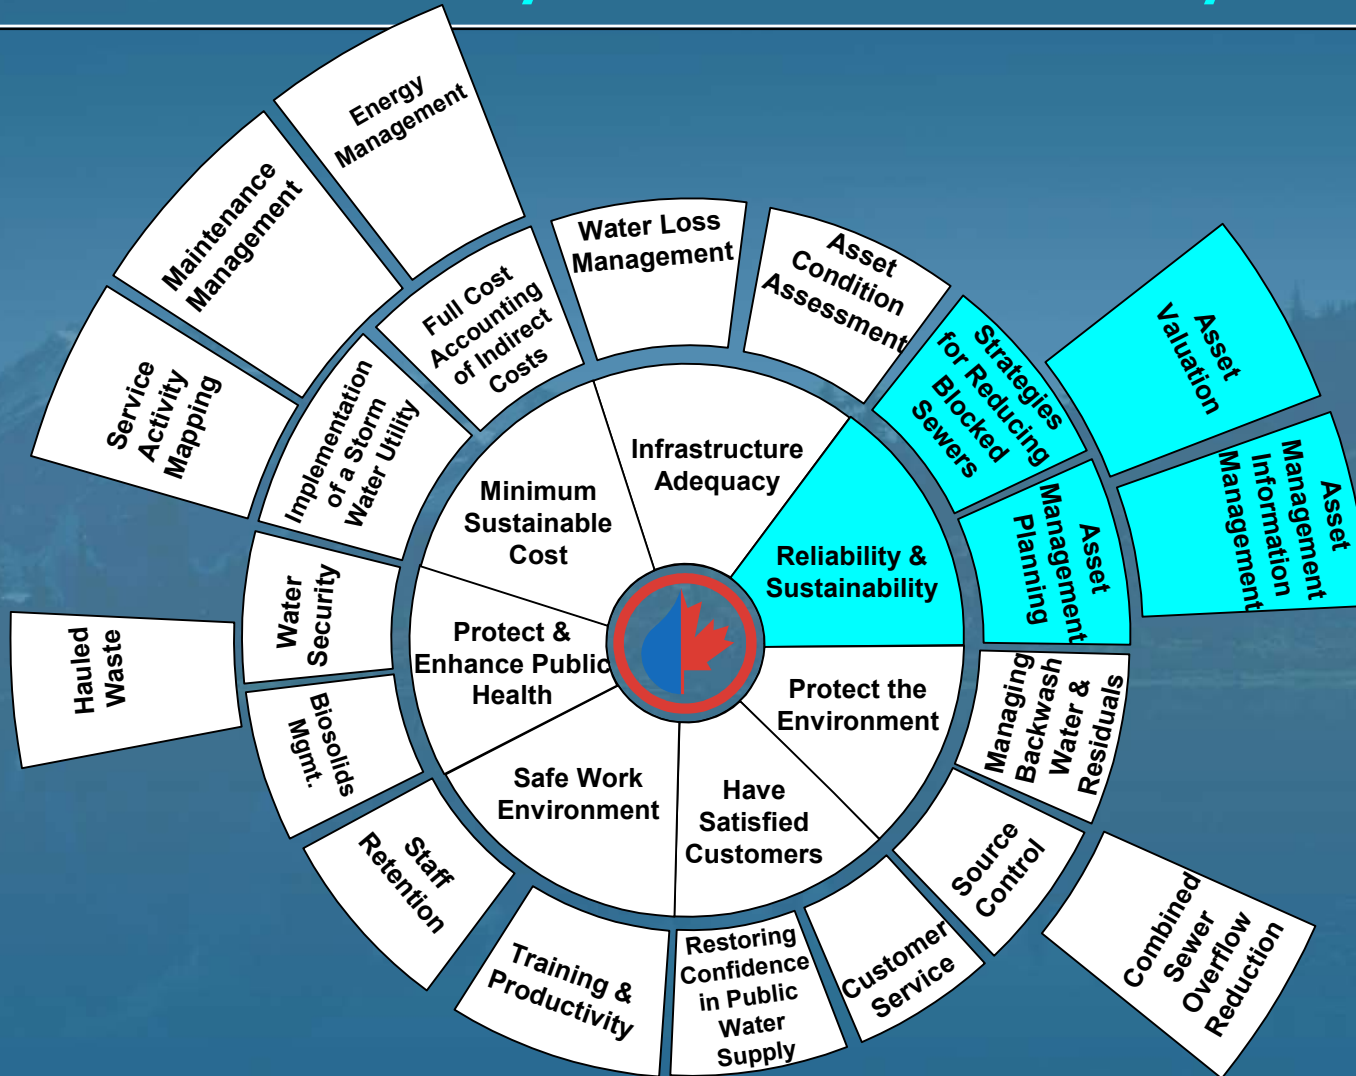 Energy
Management
Maintenance
Management
Service
Activity
Mapping
Hauled
Waste
Full Cost
Accounting
of Indirect
Costs
Implementation
of a Storm
Water Utility
Water
Security
Biosolids
Mgmt.
Staff
Retention
Training &
Productivity
Restoring
Confidence
in Public
Water
Supply
Customer
Service
Source
Control
Combined
Sewer
Overflow
Reduction
Managing
Backwash
Water &
Residuals
Asset
Management
Planning
Asset
Management
Information
Management
Asset
Valuation
Strategies
for Reducing
Blocked
Sewers
Asset
Condition
Assessment
Water Loss
Management
Infrastructure
Adequacy
Reliability &
Sustainability
Protect the
Environment
Have
Satisfied
Customers
Safe Work
Environment
Protect &
Enhance Public
Health
Minimum
Sustainable
Cost